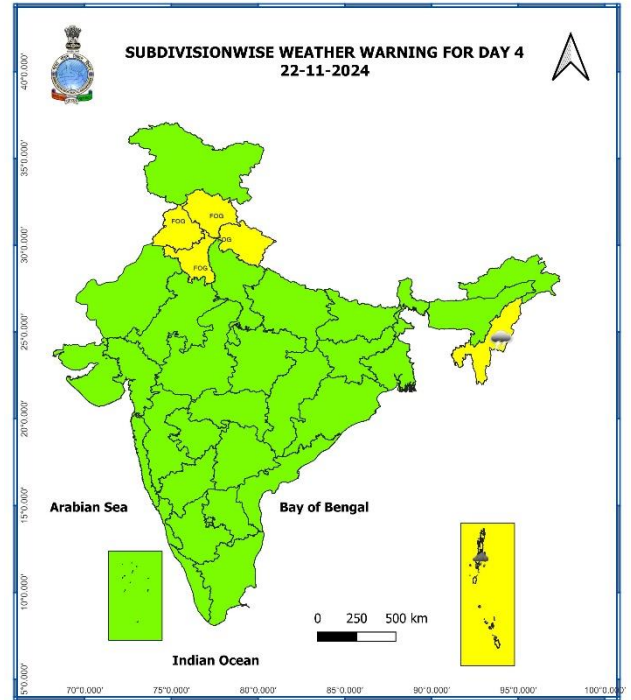 SUBDIVISIONWISE WEATHER WARNING FOR DAY 4
22-11-2024
40°0.000'
35°0.000'
30°0.000'
25°0.000'
20°0.000'
15°0.000'
10°0.000'
5°0.000'
FOG
FOG
OG
FOG
Arabian Sea
Bay of Bengal
0 250 500 km
Indian Ocean
70°0.000' 75°0.000' 80°0.000' 85°0.000' 90°0.000' 95°0.000' 100°0.000'